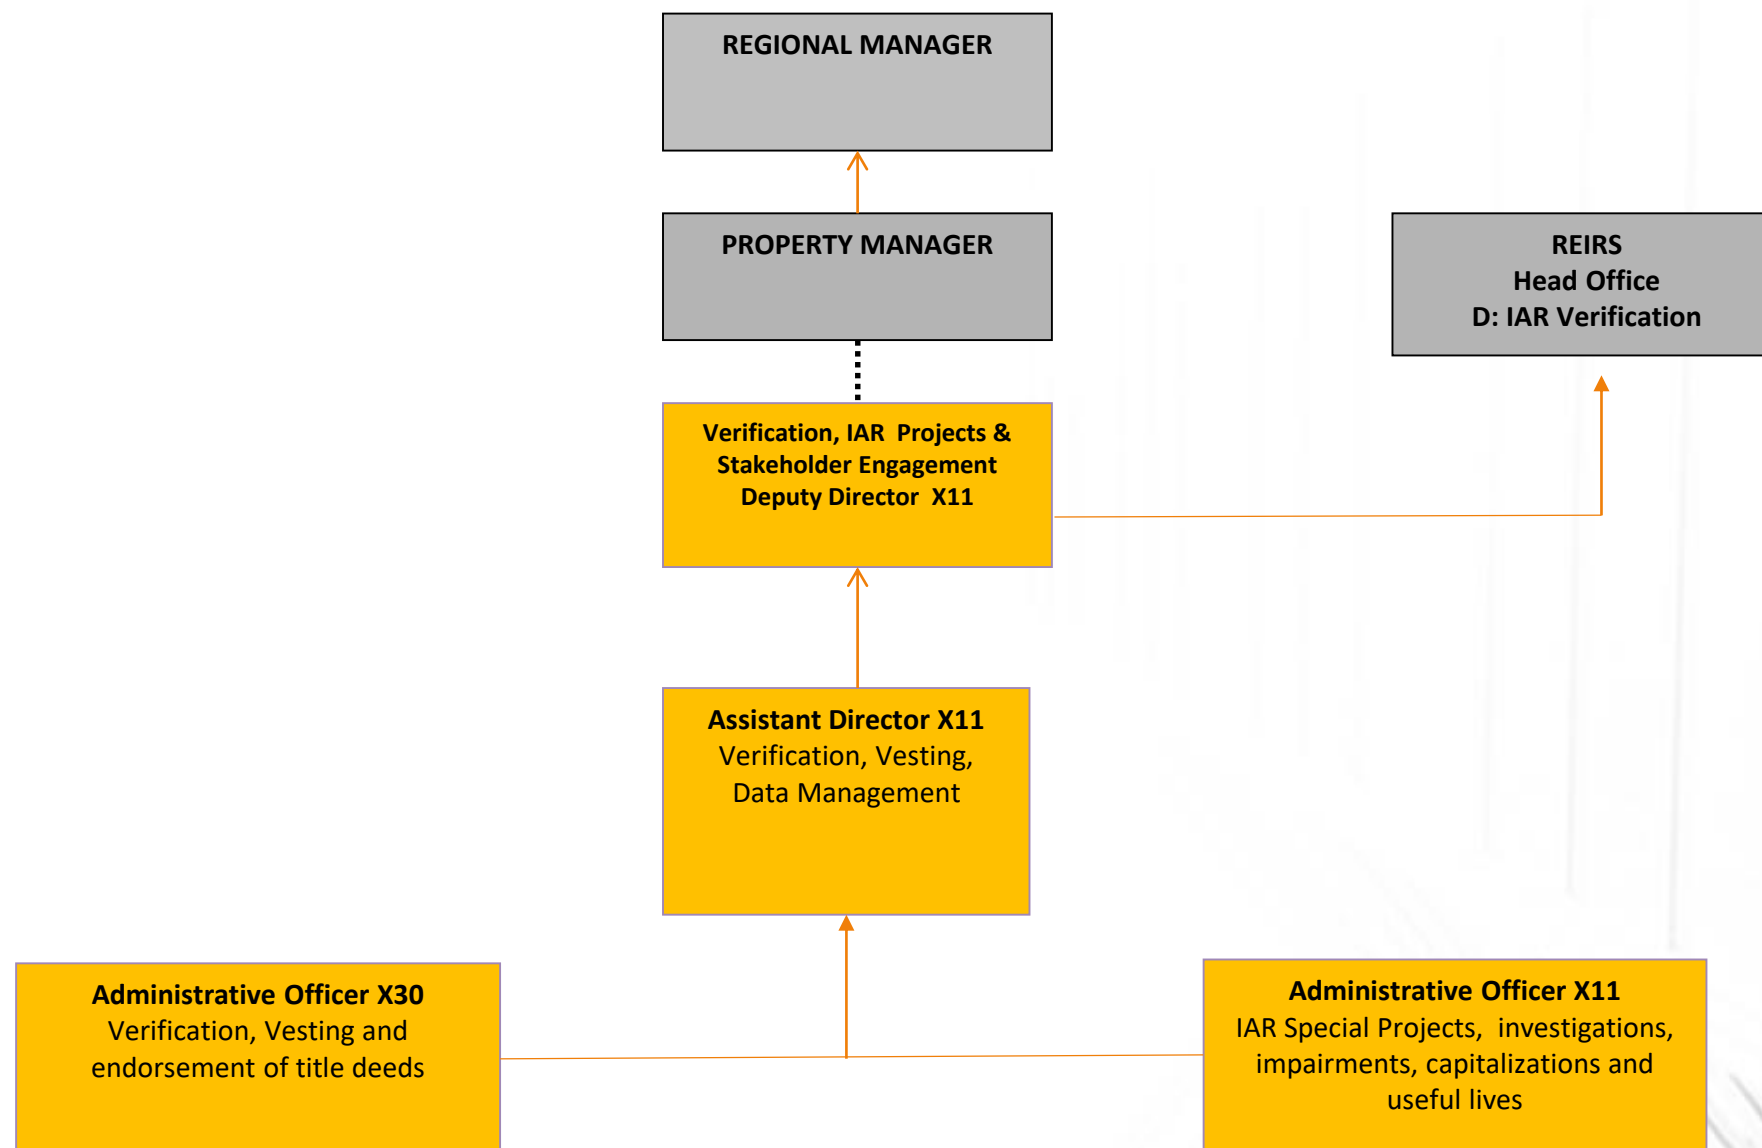 REGIONAL MANAGER
PROPERTY MANAGER
REIRS
Head Office
D: IAR Verification
Verification, IAR Projects &
Stakeholder Engagement
Deputy Director X11
Assistant Director X11
Verification, Vesting,
Data Management
Administrative Officer X30
Verification, Vesting and
endorsement of title deeds
Administrative Officer X11
IAR Special Projects, investigations,
impairments, capitalizations and
useful lives